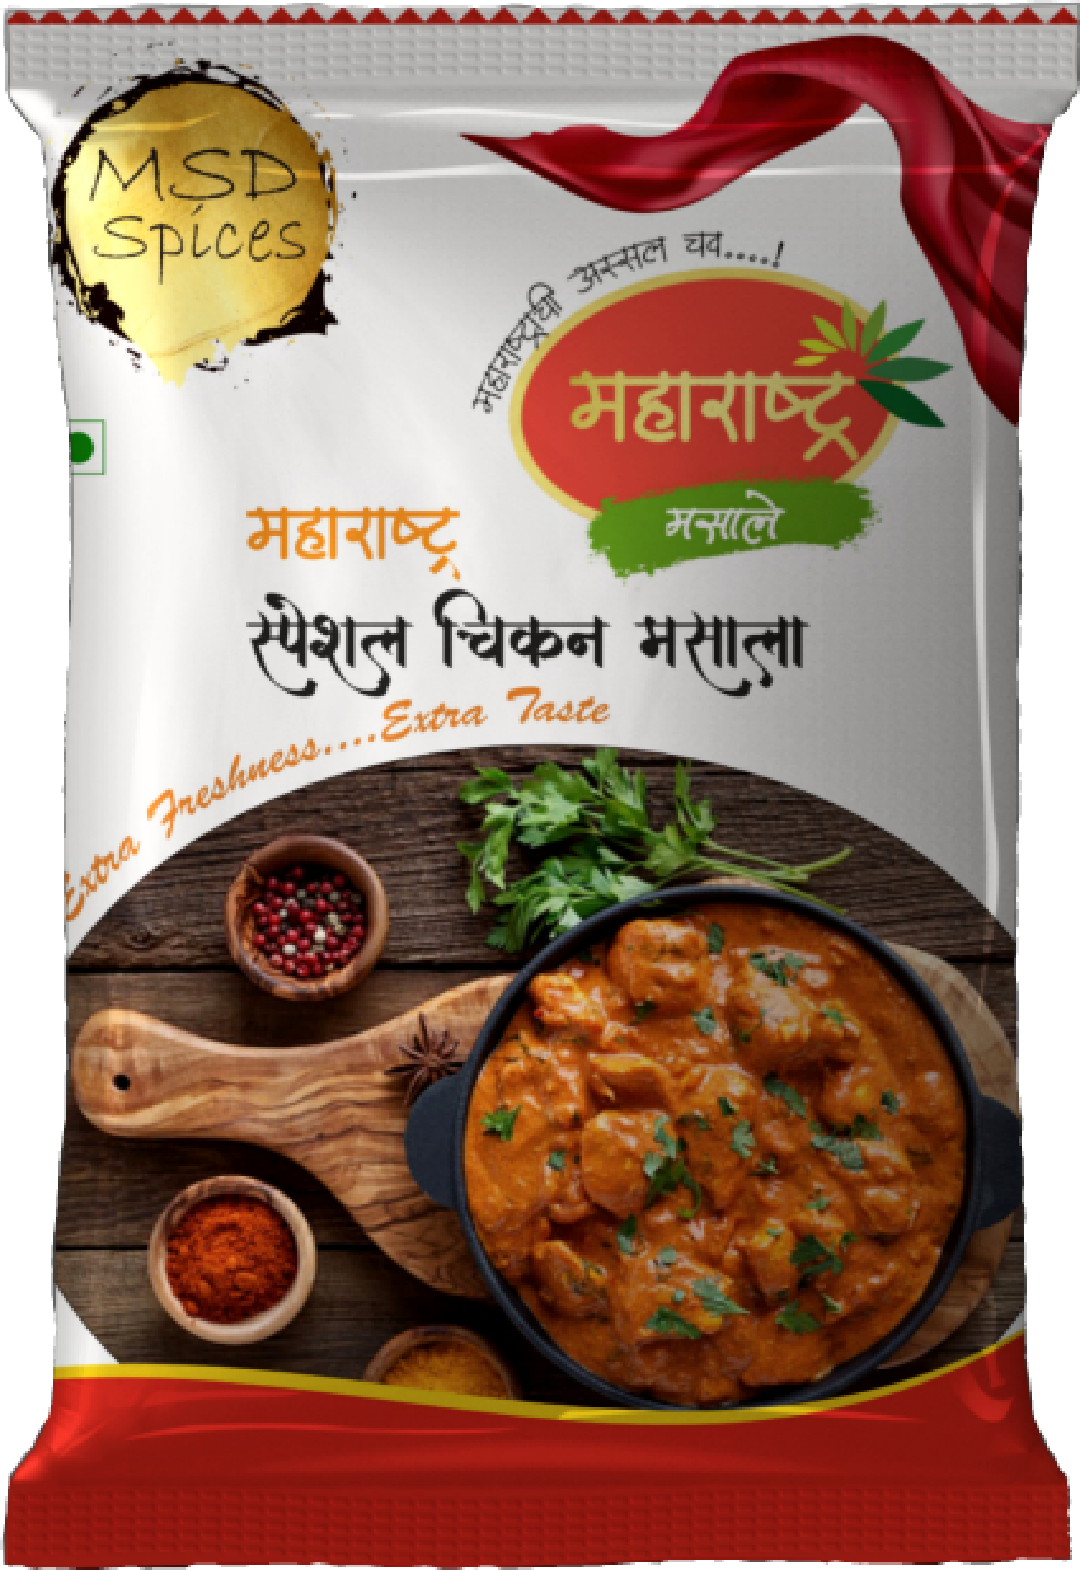 MSD
Spices
महाराष्ट्राची अस्सल चव....!
महाराष्ट्र
मसाले
महाराष्ट्र
स्पेशल चिकन मसाला
Extra Freshness....Extra Taste